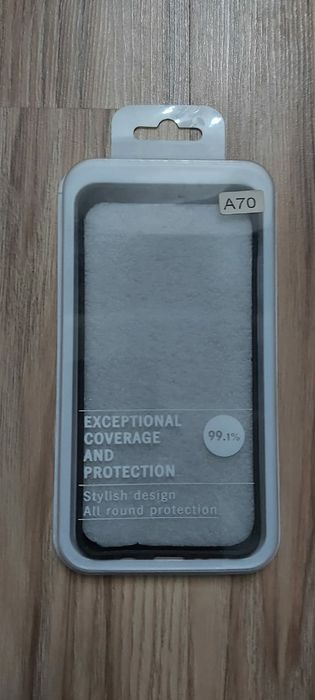 A70
EXCEPTIONAL
COVERAGE
AND
PROTECTION
99.1%
Stylish design
All round protection